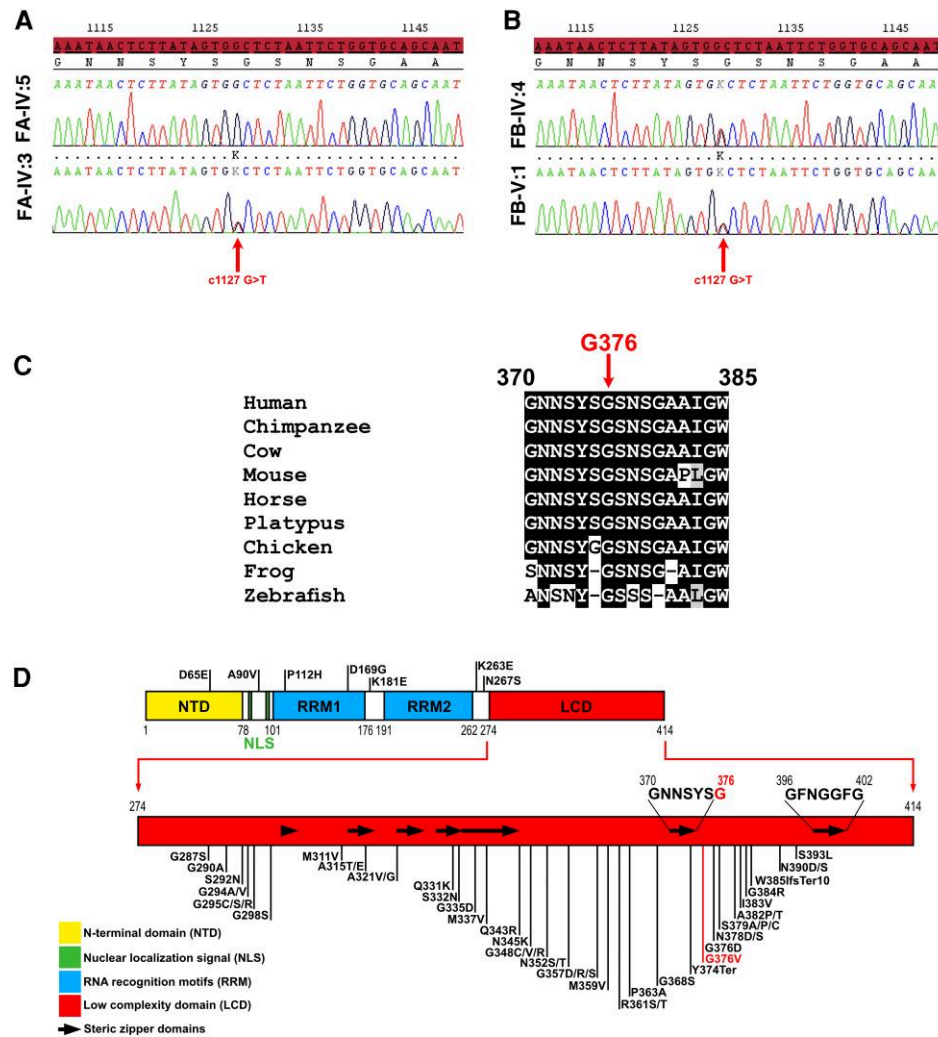 A
1115 1125 1135 1145
AAATAACTCTTATAGTGGCTCTAATTCTGGTGCAGCAAT
G N N S Y S G S N S G A A
FA-IV:5
AAATAACTCTTATAGTGGCTCTAATTCTGGTGCAGCAAT
K
FA-IV:3
AAATAACTCTTATAGTGKCTCTAATTCTGGTGCAGCAAT
c1127 G>T
B
1115 1125 1135 1145
AAATAACTCTTATAGTGGCTCTAATTCTGGTGCAGCAAT
G N N S Y S G S N S G A A
FB-IV:4
AAATAACTCTTATAGTGKCTCTAATTCTGGTGCAGCAA
K
FB-V:1
AAATAACTCTTATAGTGKCTCTAATTCTGGTGCAGCAA
c1127 G>T
C
G376
370 385
Human GNNSYSGSNSGAAIGW
Chimpanzee GNNSYSGSNSGAAIGW
Cow GNNSYSGSNSGAAIGW
Mouse GNNSYSGSNSGAPLGW
Horse GNNSYSGSNSGAAIGW
Platypus GNNSYSGSNSGAAIGW
Chicken GNNSYGGSNSGAAIGW
Frog SNNSY-GSNSG-AIGW
Zebrafish ANSNY-GSSS-AALGW
D
D65E A90V P112H D169G K181E K263E N267S
NTD RRM1 RRM2 LCD
1 78 101 176 191 262 274 414
NLS
370 376 396 402
GNNSYSG GFNGGFG
274 414
G287S
G290A
S292N
G294A/V
G295C/S/R
G298S
M311V
A315T/E
A321V/G
Q331K
S332N
G335D
M337V
Q343R
N345K
G348C/V/R
N352S/T
G357D/R/S
M359V
R361S/T
P363A
G368S
Y374Ter
G376V
G376D
N378D/S
S379A/P/C
A382P/T
I383V
G384R
W385IfsTer10
N390D/S
S393L
N-terminal domain (NTD)
Nuclear localization signal (NLS)
RNA recognition motifs (RRM)
Low complexity domain (LCD)
Steric zipper domains